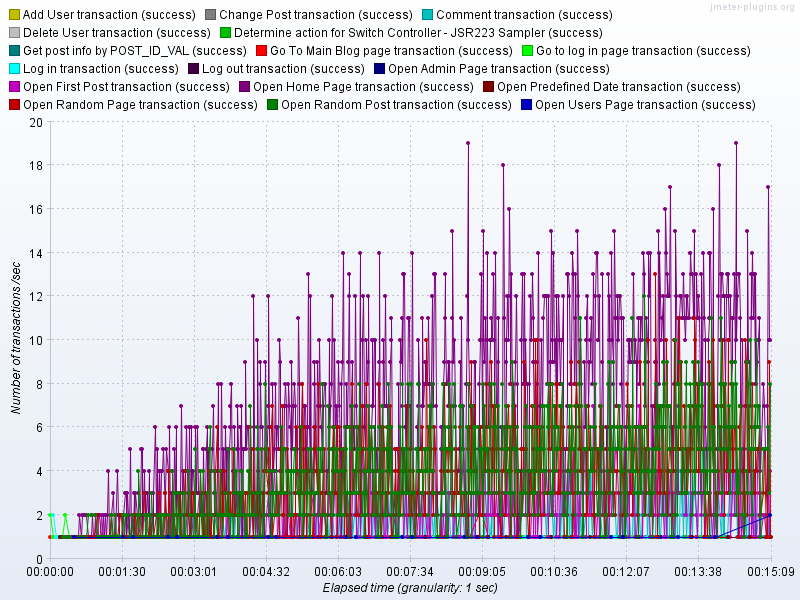 jmeter-plugins.org
Add User transaction (success) Change Post transaction (success) Comment transaction (success)
Delete User transaction (success) Determine action for Switch Controller - JSR223 Sampler (success)
Get post info by POST_ID_VAL (success) Go To Main Blog page transaction (success) Go to log in page transaction (success)
Log in transaction (success) Log out transaction (success) Open Admin Page transaction (success)
Open First Post transaction (success) Open Home Page transaction (success) Open Predefined Date transaction (success)
Open Random Page transaction (success) Open Random Post transaction (success) Open Users Page transaction (success)
20
18
16
14
12
10
8
6
4
2
0
Number of transactions /sec
00:00:00 00:01:30 00:03:01 00:04:32 00:06:03 00:07:34 00:09:05 00:10:36 00:12:07 00:13:38 00:15:09
Elapsed time (granularity: 1 sec)